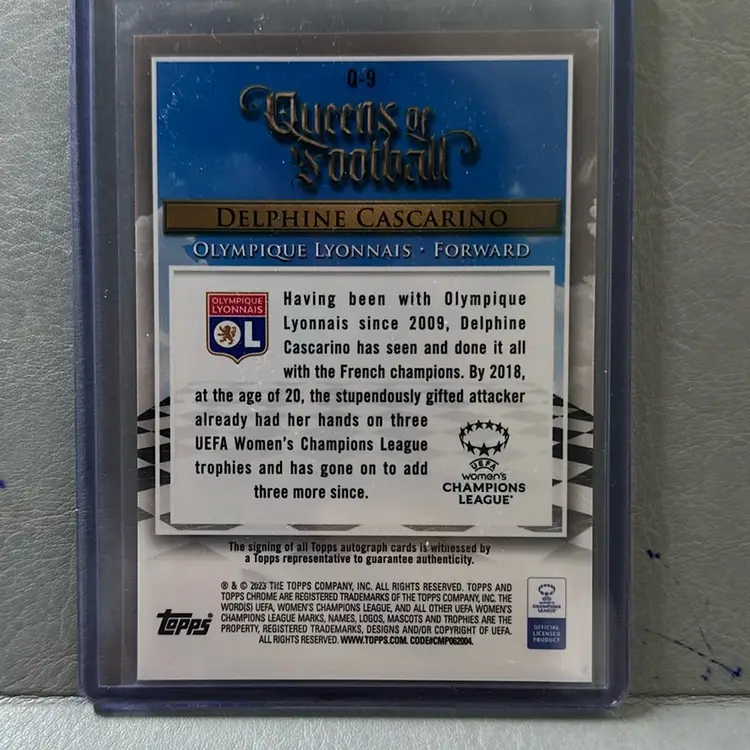 Q-9
Queens of
Football
DELPHINE CASCARINO
OLYMPIQUE LYONNAIS · FORWARD
OLYMPIQUE
LYONNAIS
OL
Having been with Olympique
Lyonnais since 2009, Delphine
Cascarino has seen and done it all
with the French champions. By 2018,
at the age of 20, the stupendously gifted attacker
already had her hands on three
UEFA Women's Champions League
trophies and has gone on to add
three more since.
UEFA
women's
CHAMPIONS
LEAGUE®
The signing of all Topps autograph cards is witnessed by
a Topps representative to guarantee authenticity.
topps®
® & © 2023 THE TOPPS COMPANY, INC. ALL RIGHTS RESERVED. TOPPS AND
TOPPS CHROME ARE REGISTERED TRADEMARKS OF THE TOPPS COMPANY, INC. THE
WORD(S) UEFA, WOMEN'S CHAMPIONS LEAGUE, AND ALL OTHER UEFA WOMEN'S
CHAMPIONS LEAGUE MARKS, NAMES, LOGOS, MASCOTS AND TROPHIES ARE THE
PROPERTY, REGISTERED TRADEMARKS, DESIGNS AND/OR COPYRIGHT OF UEFA.
ALL RIGHTS RESERVED. WWW.TOPPS.COM. CODE#CMP062004.
CHAMPIONS
LEAGUE
OFFICIAL
LICENSED
PRODUCT